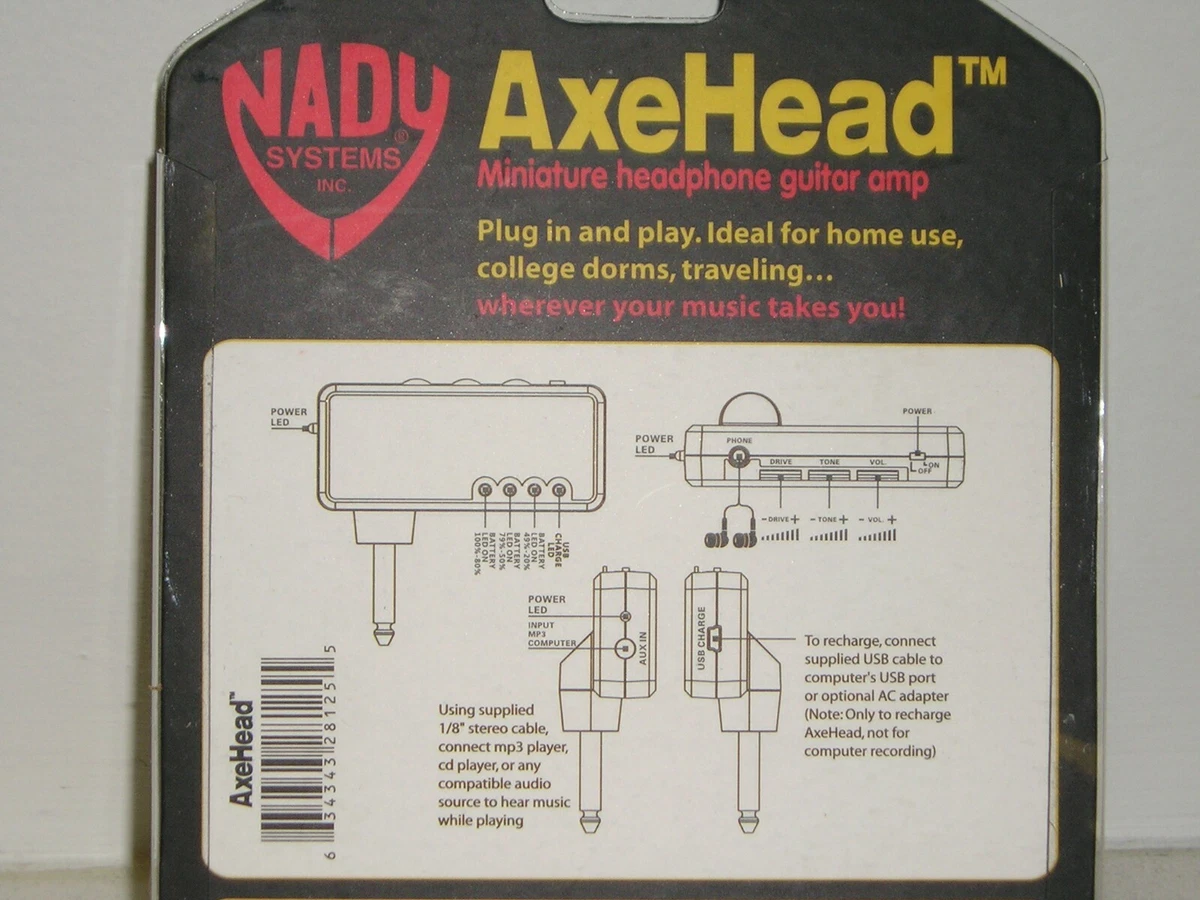 NADY®
SYSTEMS
INC.
AxeHead™
Miniature headphone guitar amp
Plug in and play. Ideal for home use,
college dorms, traveling...
wherever your music takes you!
POWER
LED
BATTERY
LED ON
100%-80%
BATTERY
LED ON
79%-50%
BATTERY
LED ON
49%-20%
USB
CHARGE
LED
POWER
LED
PHONE
DRIVE
TONE
VOL.
POWER
ON
OFF
- DRIVE +
- TONE +
- VOL. +
POWER
LED
INPUT
MP3
COMPUTER
AUX IN
USB CHARGE
To recharge, connect
supplied USB cable to
computer's USB port
or optional AC adapter
(Note: Only to recharge
AxeHead, not for
computer recording)
Using supplied
1/8" stereo cable,
connect mp3 player,
cd player, or any
compatible audio
source to hear music
while playing
AxeHead™
6 34343 28125 5